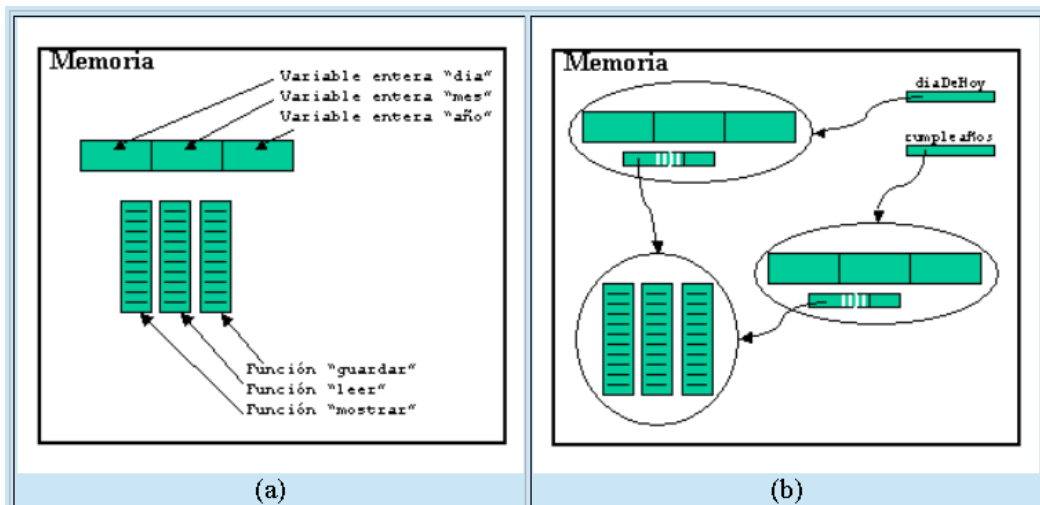 Memoria
Variable entera "dia"
Variable entera "mes"
Variable entera "año"
Función "guardar"
Función "leer"
Función "mostrar"
(a)
Memoria
diaDeHoy
cumpleaños
(b)